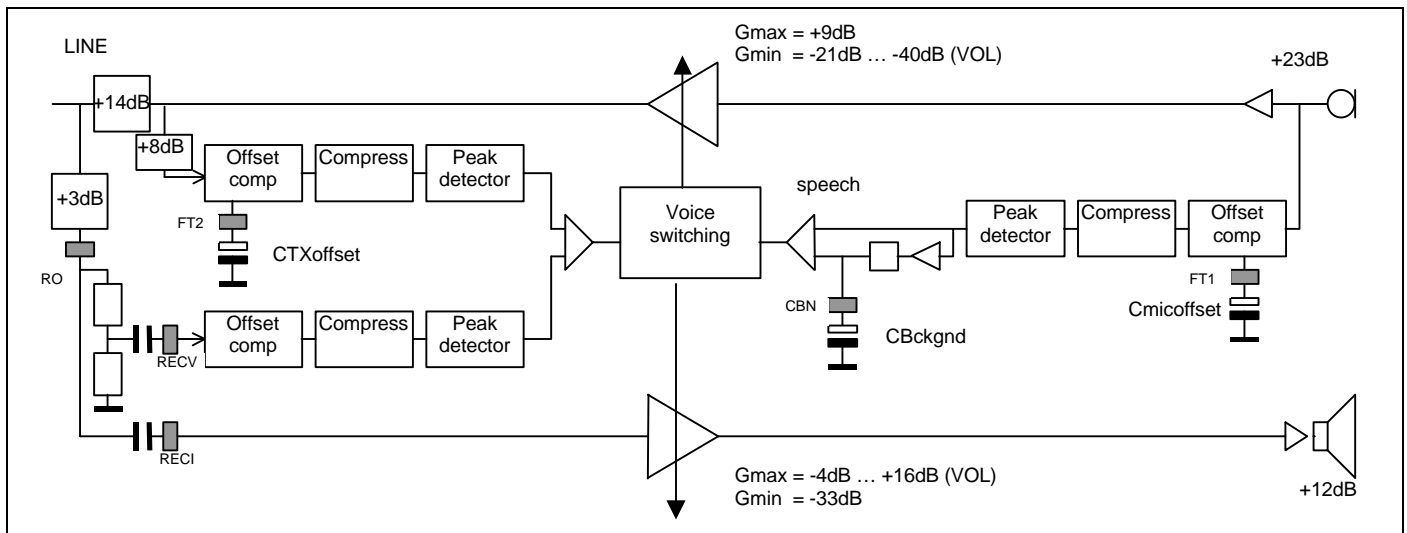 LINE
Gmax = +9dB
Gmin = -21dB … -40dB (VOL)
+23dB
+14dB
+8dB
Offset
comp
Compress
Peak
detector
+3dB
FT2
CTXoffset
RO
Voice
switching
speech
Peak
detector
Compress
Offset
comp
FT1
Cmicoffset
CBN
CBckgnd
Offset
comp
Compress
Peak
detector
RECV
RECI
Gmax = -4dB … +16dB (VOL)
Gmin = -33dB
+12dB